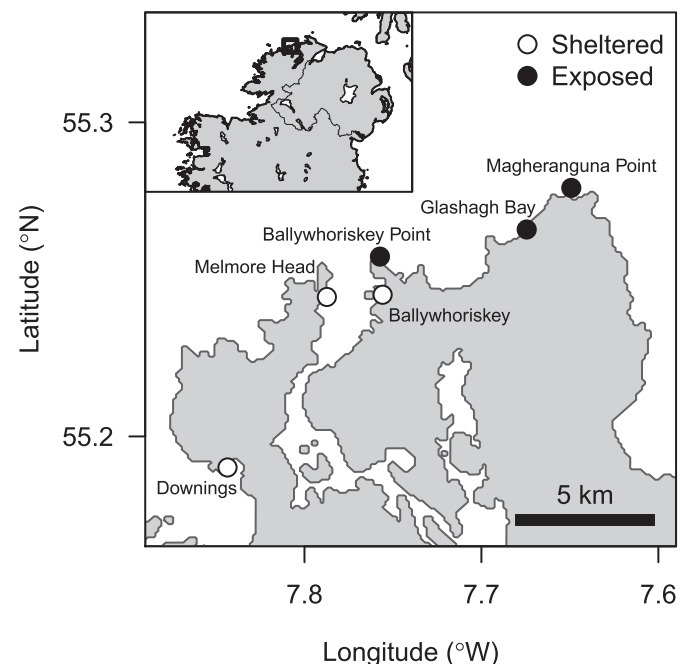 Sheltered
Exposed
55.3
Magheranguna Point
Glashagh Bay
Ballywhoriskey Point
Melmore Head
Ballywhoriskey
Latitude (°N)
55.2
Downings
5 km
7.8
7.7
7.6
Longitude (°W)